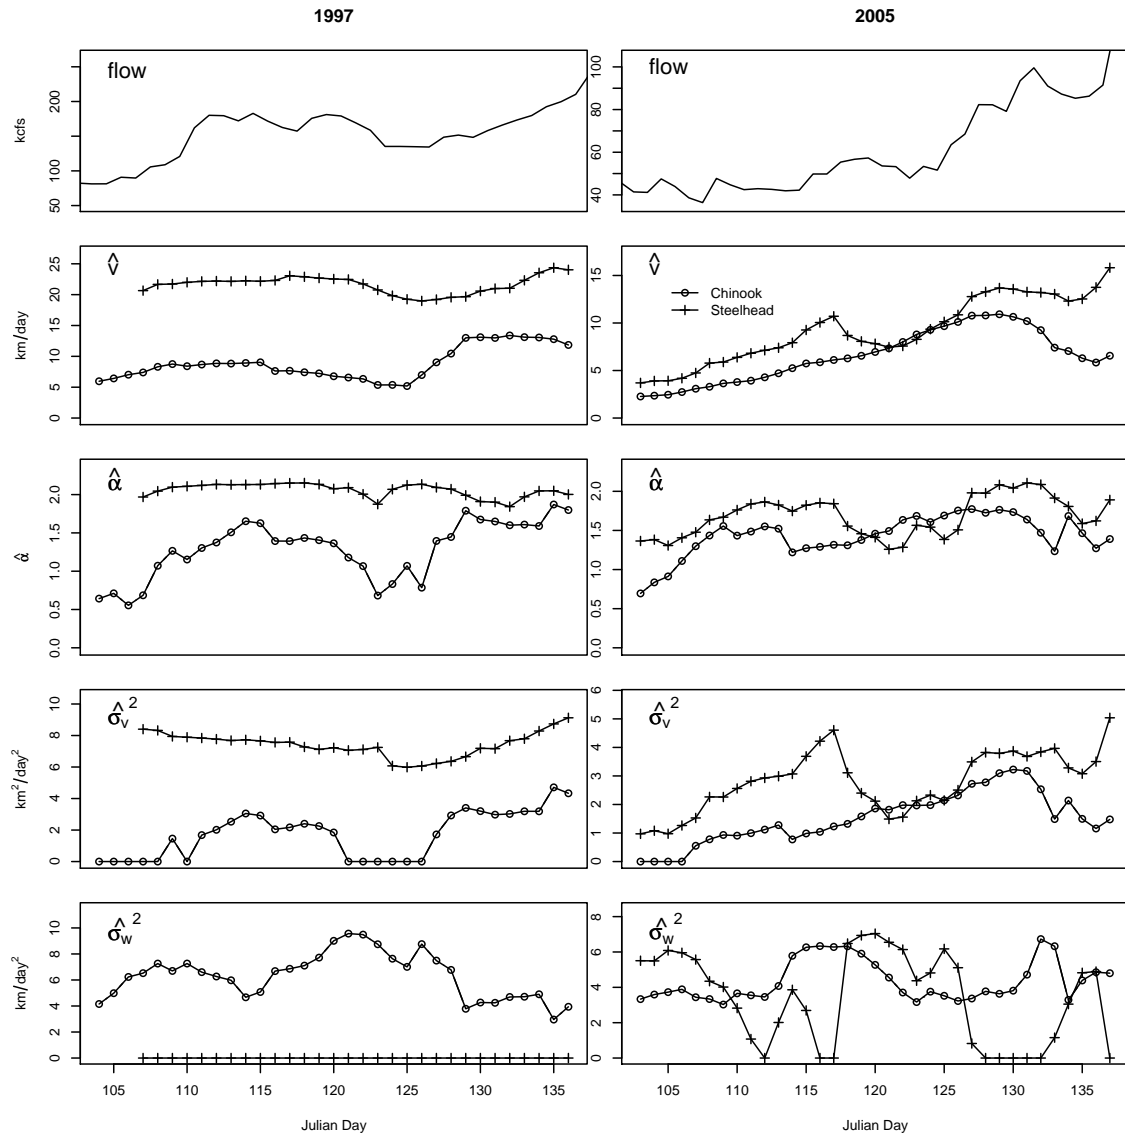 1997 2005
flow flow
kcfs
50 100 200
40 60 80 100
v̂ v̂
km/day
0 5 10 15 20 25
0 5 10 15
Chinook
Steelhead
α̂ α̂
α̂
0.0 0.5 1.0 1.5 2.0
0.0 0.5 1.0 1.5 2.0
σ̂v² σ̂v²
km²/day²
0 2 4 6 8 10
0 1 2 3 4 5 6
σ̂w² σ̂w²
km/day²
0 2 4 6 8 10
0 2 4 6 8
105 110 115 120 125 130 135 105 110 115 120 125 130 135
Julian Day Julian Day